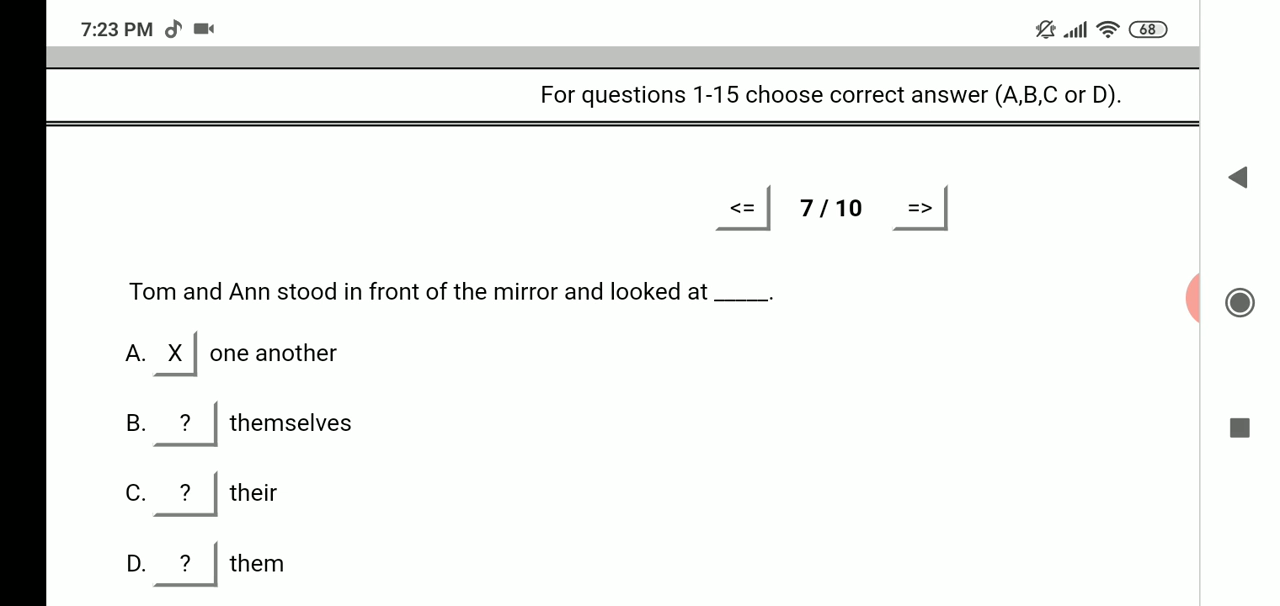 7:23 PM
68
For questions 1-15 choose correct answer (A,B,C or D).
<= 7 / 10 =>
Tom and Ann stood in front of the mirror and looked at _____.
A. X one another
B. ? themselves
C. ? their
D. ? them